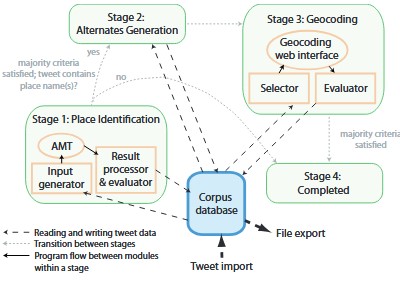 Stage 2:
Alternates Generation
Stage 3: Geocoding
Geocoding
web interface
Selector
Evaluator
yes
majority criteria
satisfied; tweet contains
place name(s)?
no
Stage 1: Place Identification
AMT
Input
generator
Result
processor
& evaluator
majority criteria
satisfied
Stage 4:
Completed
Corpus
database
File export
Tweet import
Reading and writing tweet data
Transition between stages
Program flow between modules
within a stage